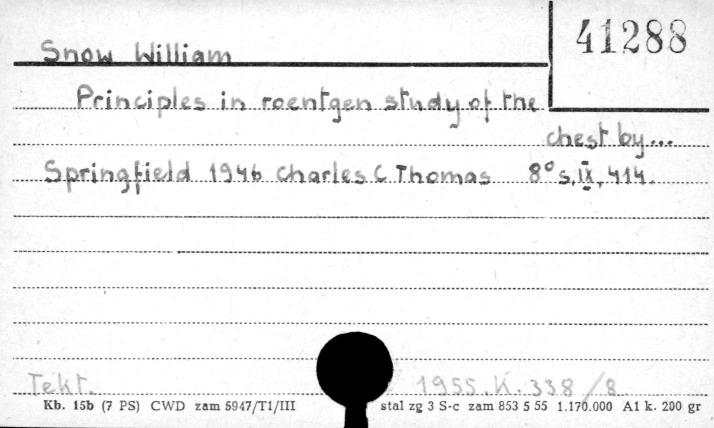 41288
Snow William
Principles in roentgen study of the
chest by...
Springfield 1946 Charles C Thomas 8° s. IX, 414.
Tekt. 1955. K. 338/8
Kb. 15b (7 PS) CWD zam 5947/T1/III stal zg 3 S-c zam 853 5 55 1.170.000 A1 k. 200 gr